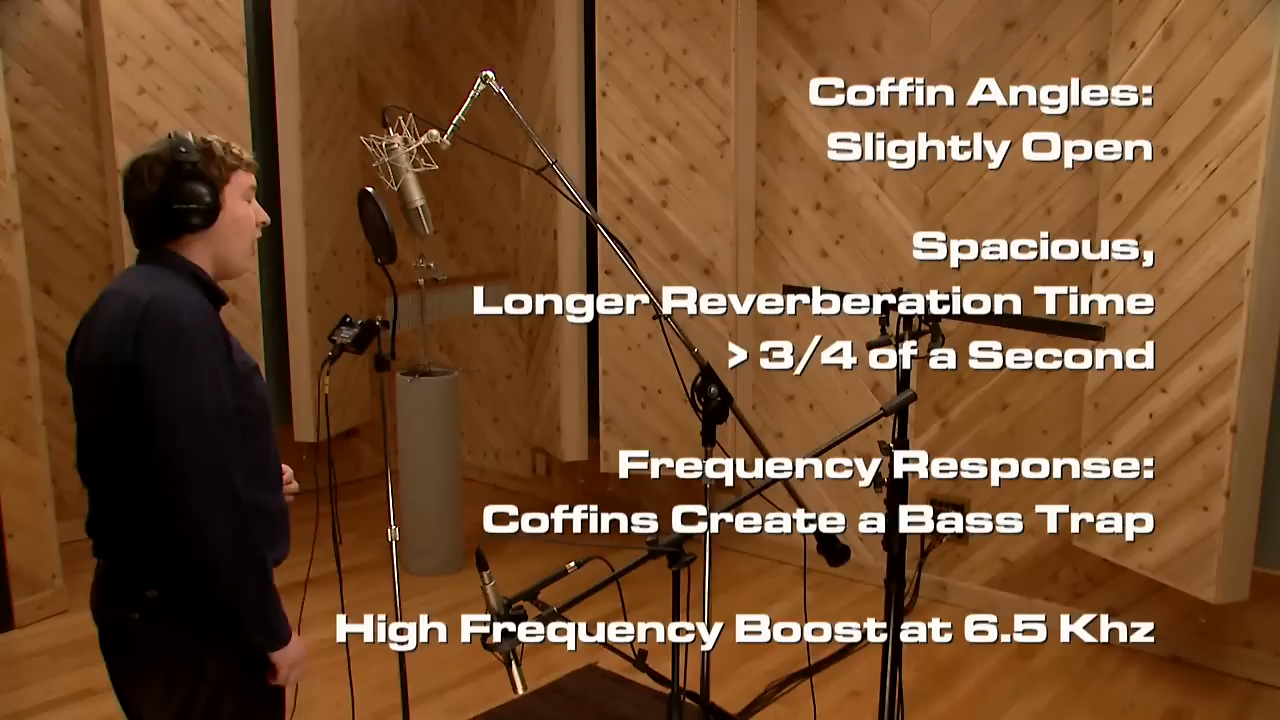 Coffin Angles:
Slightly Open
Spacious,
Longer Reverberation Time
> 3/4 of a Second
Frequency Response:
Coffins Create a Bass Trap
High Frequency Boost at 6.5 Khz